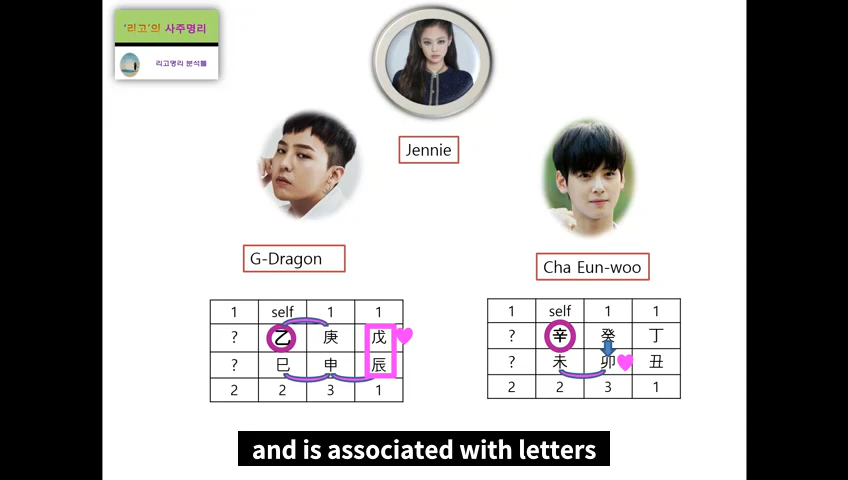 '리고'의 사주명리
리고명리 분석틀
Jennie
G-Dragon
Cha Eun-woo
1 self 1 1
? 乙 庚 戊
? 巳 申 辰
2 2 3 1
1 self 1 1
? 辛 癸 丁
? 未 卯 丑
2 2 3 1
and is associated with letters